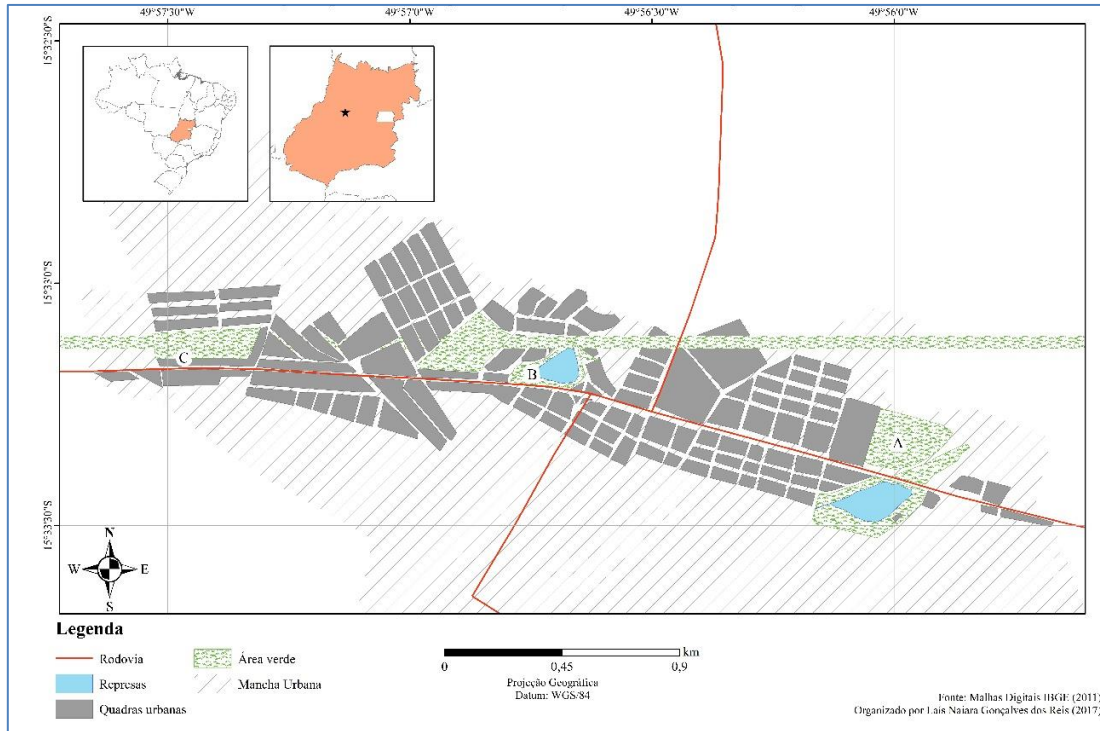 49°57'30"W 49°57'0"W 49°56'30"W 49°56'0"W
15°32'30"S
15°33'0"S
15°33'30"S
C
B
A
N
W E
S
Legenda
Rodovia
Represas
Quadras urbanas
Área verde
Mancha Urbana
km
0 0,45 0,9
Projeção Geográfica
Datum: WGS/84
Fonte: Malhas Digitais IBGE (2011)
Organizado por Lais Naiara Gonçalves dos Reis (2017)